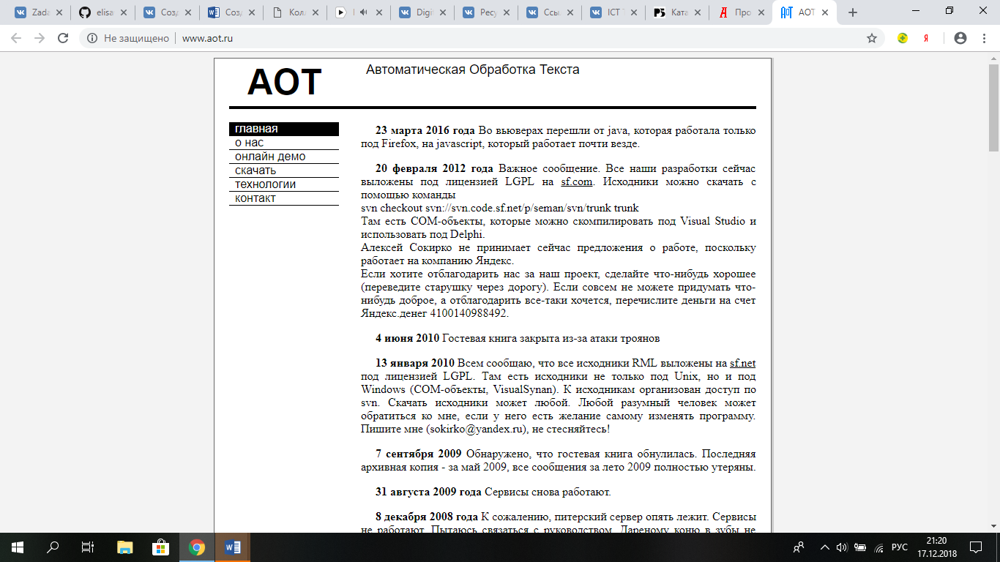 Zada
elisa
Созд
Созд
Кол
Digi
Ресу
Ссы
ICT
Ката
Про
АОТ
Не защищено
www.aot.ru
АОТ
Автоматическая Обработка Текста
главная
о нас
онлайн демо
скачать
технологии
контакт
23 марта 2016 года Во вьюверах перешли от java, которая работала только
под Firefox, на javascript, который работает почти везде.
20 февраля 2012 года Важное сообщение. Все наши разработки сейчас
выложены под лицензией LGPL на sf.com. Исходники можно скачать с
помощью команды
svn checkout svn://svn.code.sf.net/p/seman/svn/trunk trunk
Там есть COM-объекты, которые можно скомпилировать под Visual Studio и
использовать под Delphi.
Алексей Сокирко не принимает сейчас предложения о работе, поскольку
работает на компанию Яндекс.
Если хотите отблагодарить нас за наш проект, сделайте что-нибудь хорошее
(переведите старушку через дорогу). Если совсем не можете придумать что-
нибудь доброе, а отблагодарить все-таки хочется, перечислите деньги на счет
Яндекс.денег 4100140988492.
4 июня 2010 Гостевая книга закрыта из-за атаки троянов
13 января 2010 Всем сообщаю, что все исходники RML выложены на sf.net
под лицензией LGPL. Там есть исходники не только под Unix, но и под
Windows (COM-объекты, VisualSynan). К исходникам организован доступ по
svn. Скачать исходники может любой. Любой разумный человек может
обратиться ко мне, если у него есть желание самому изменять программу.
Пишите мне (sokirko@yandex.ru), не стесняйтесь!
7 сентября 2009 Обнаружено, что гостевая книга обнулилась. Последняя
архивная копия - за май 2009, все сообщения за лето 2009 полностью утеряны.
31 августа 2009 года Сервисы снова работают.
8 декабря 2008 года К сожалению, питерский сервер опять лежит. Сервисы
не работают. Пытаюсь связаться с руководством. Дареному коню в зубы не
РУС
21:20
17.12.2018